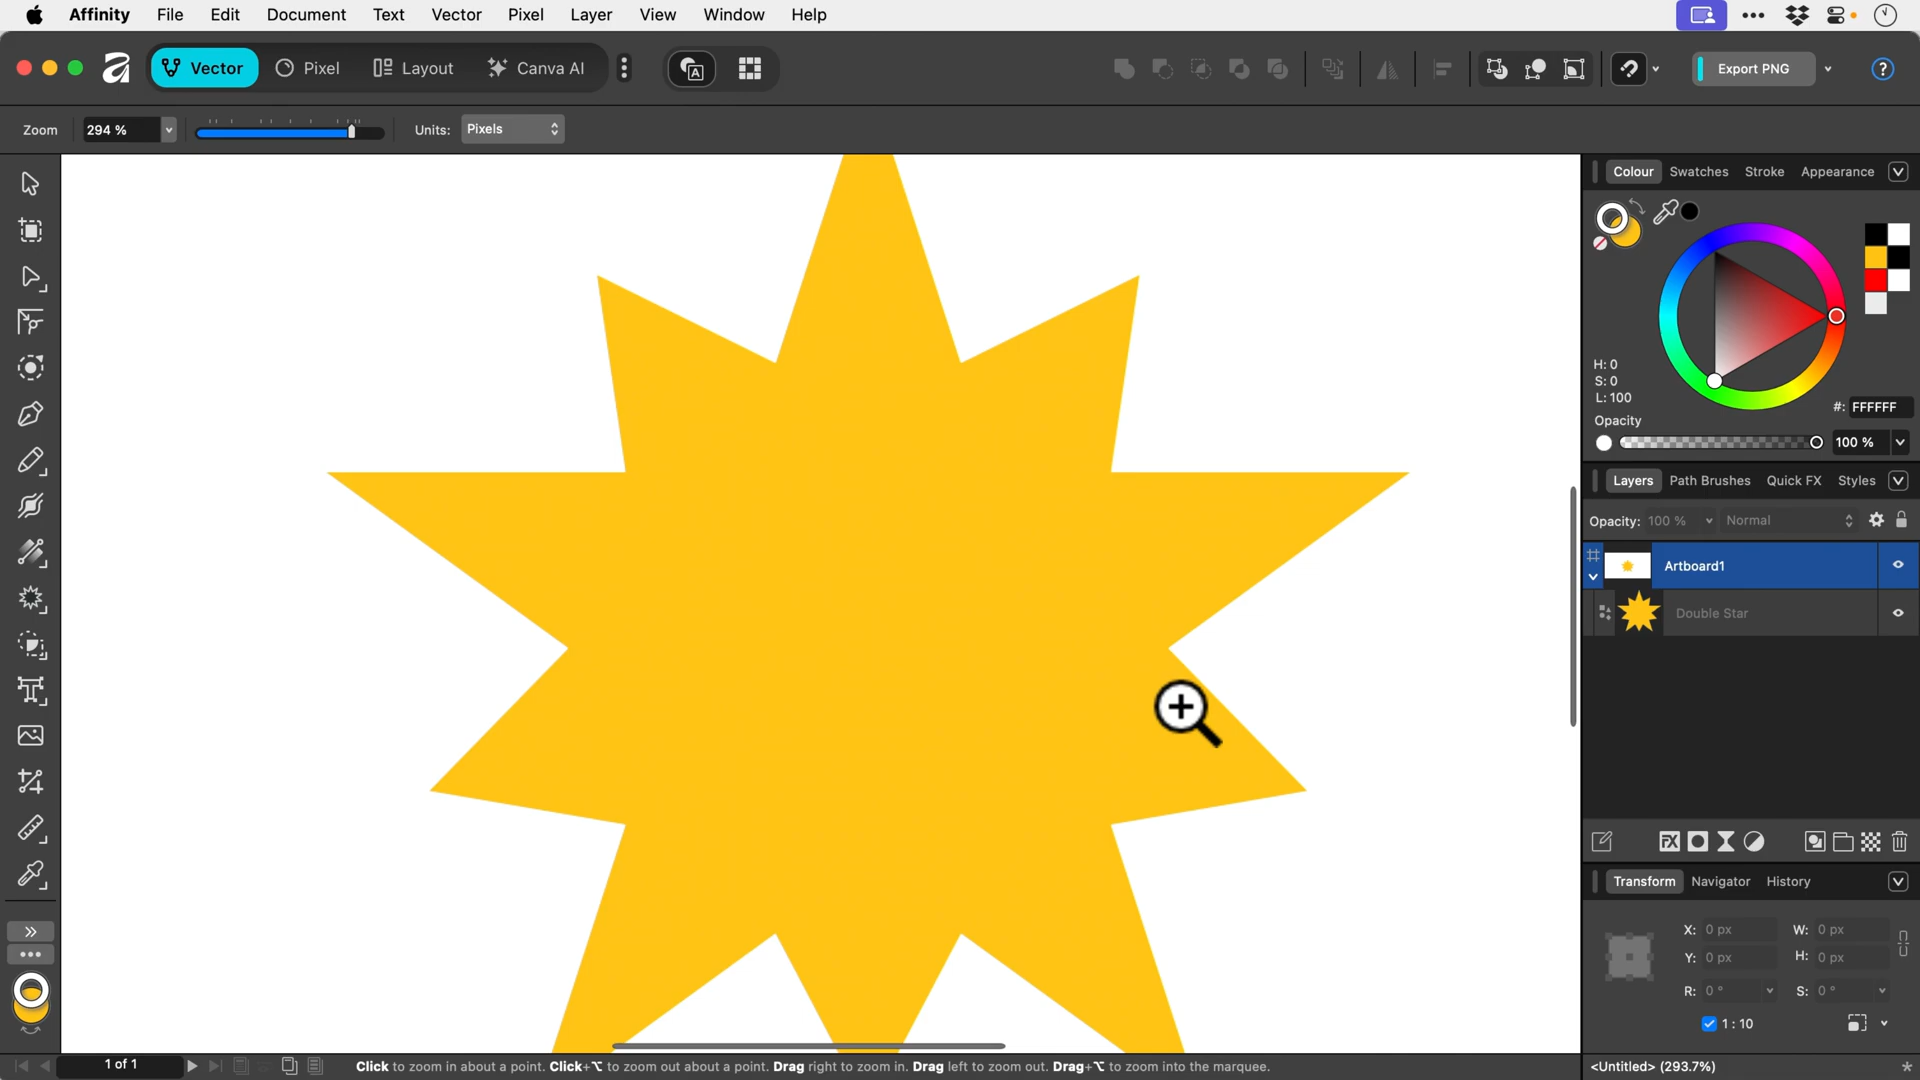 Affinity File Edit Document Text Vector Pixel Layer View Window Help
Vector Pixel Layout Canva AI Export PNG ?
Zoom 294 % Units: Pixels
Colour Swatches Stroke Appearance
H: 0
S: 0
L: 100
#: FFFFFF
Opacity
100 %
Layers Path Brushes Quick FX Styles
Opacity: 100 % Normal
Artboard1
Double Star
FX
Transform Navigator History
X: 0 px W: 0 px
Y: 0 px H: 0 px
R: 0 ° S: 0 °
1 : 10
1 of 1 Click to zoom in about a point. Click+⌥ to zoom out about a point. Drag right to zoom in. Drag left to zoom out. Drag+⌥ to zoom into the marquee. <Untitled> (293.7%) *